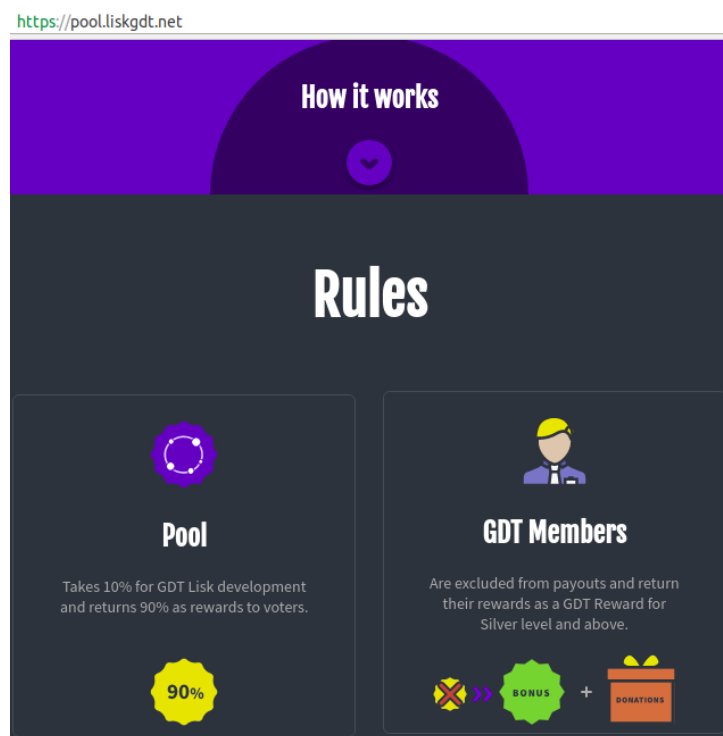 https://pool.liskgdt.net
How it works
Rules
Pool
Takes 10% for GDT Lisk development
and returns 90% as rewards to voters.
90%
GDT Members
Are excluded from payouts and return
their rewards as a GDT Reward for
Silver level and above.
BONUS + DONATIONS